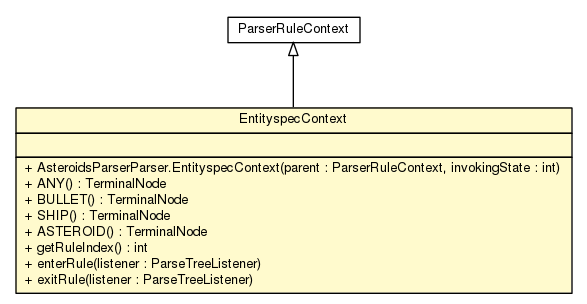 ParserRuleContext
EntityspecContext
+ AsteroidsParserParser.EntityspecContext(parent : ParserRuleContext, invokingState : int)
+ ANY() : TerminalNode
+ BULLET() : TerminalNode
+ SHIP() : TerminalNode
+ ASTEROID() : TerminalNode
+ getRuleIndex() : int
+ enterRule(listener : ParseTreeListener)
+ exitRule(listener : ParseTreeListener)